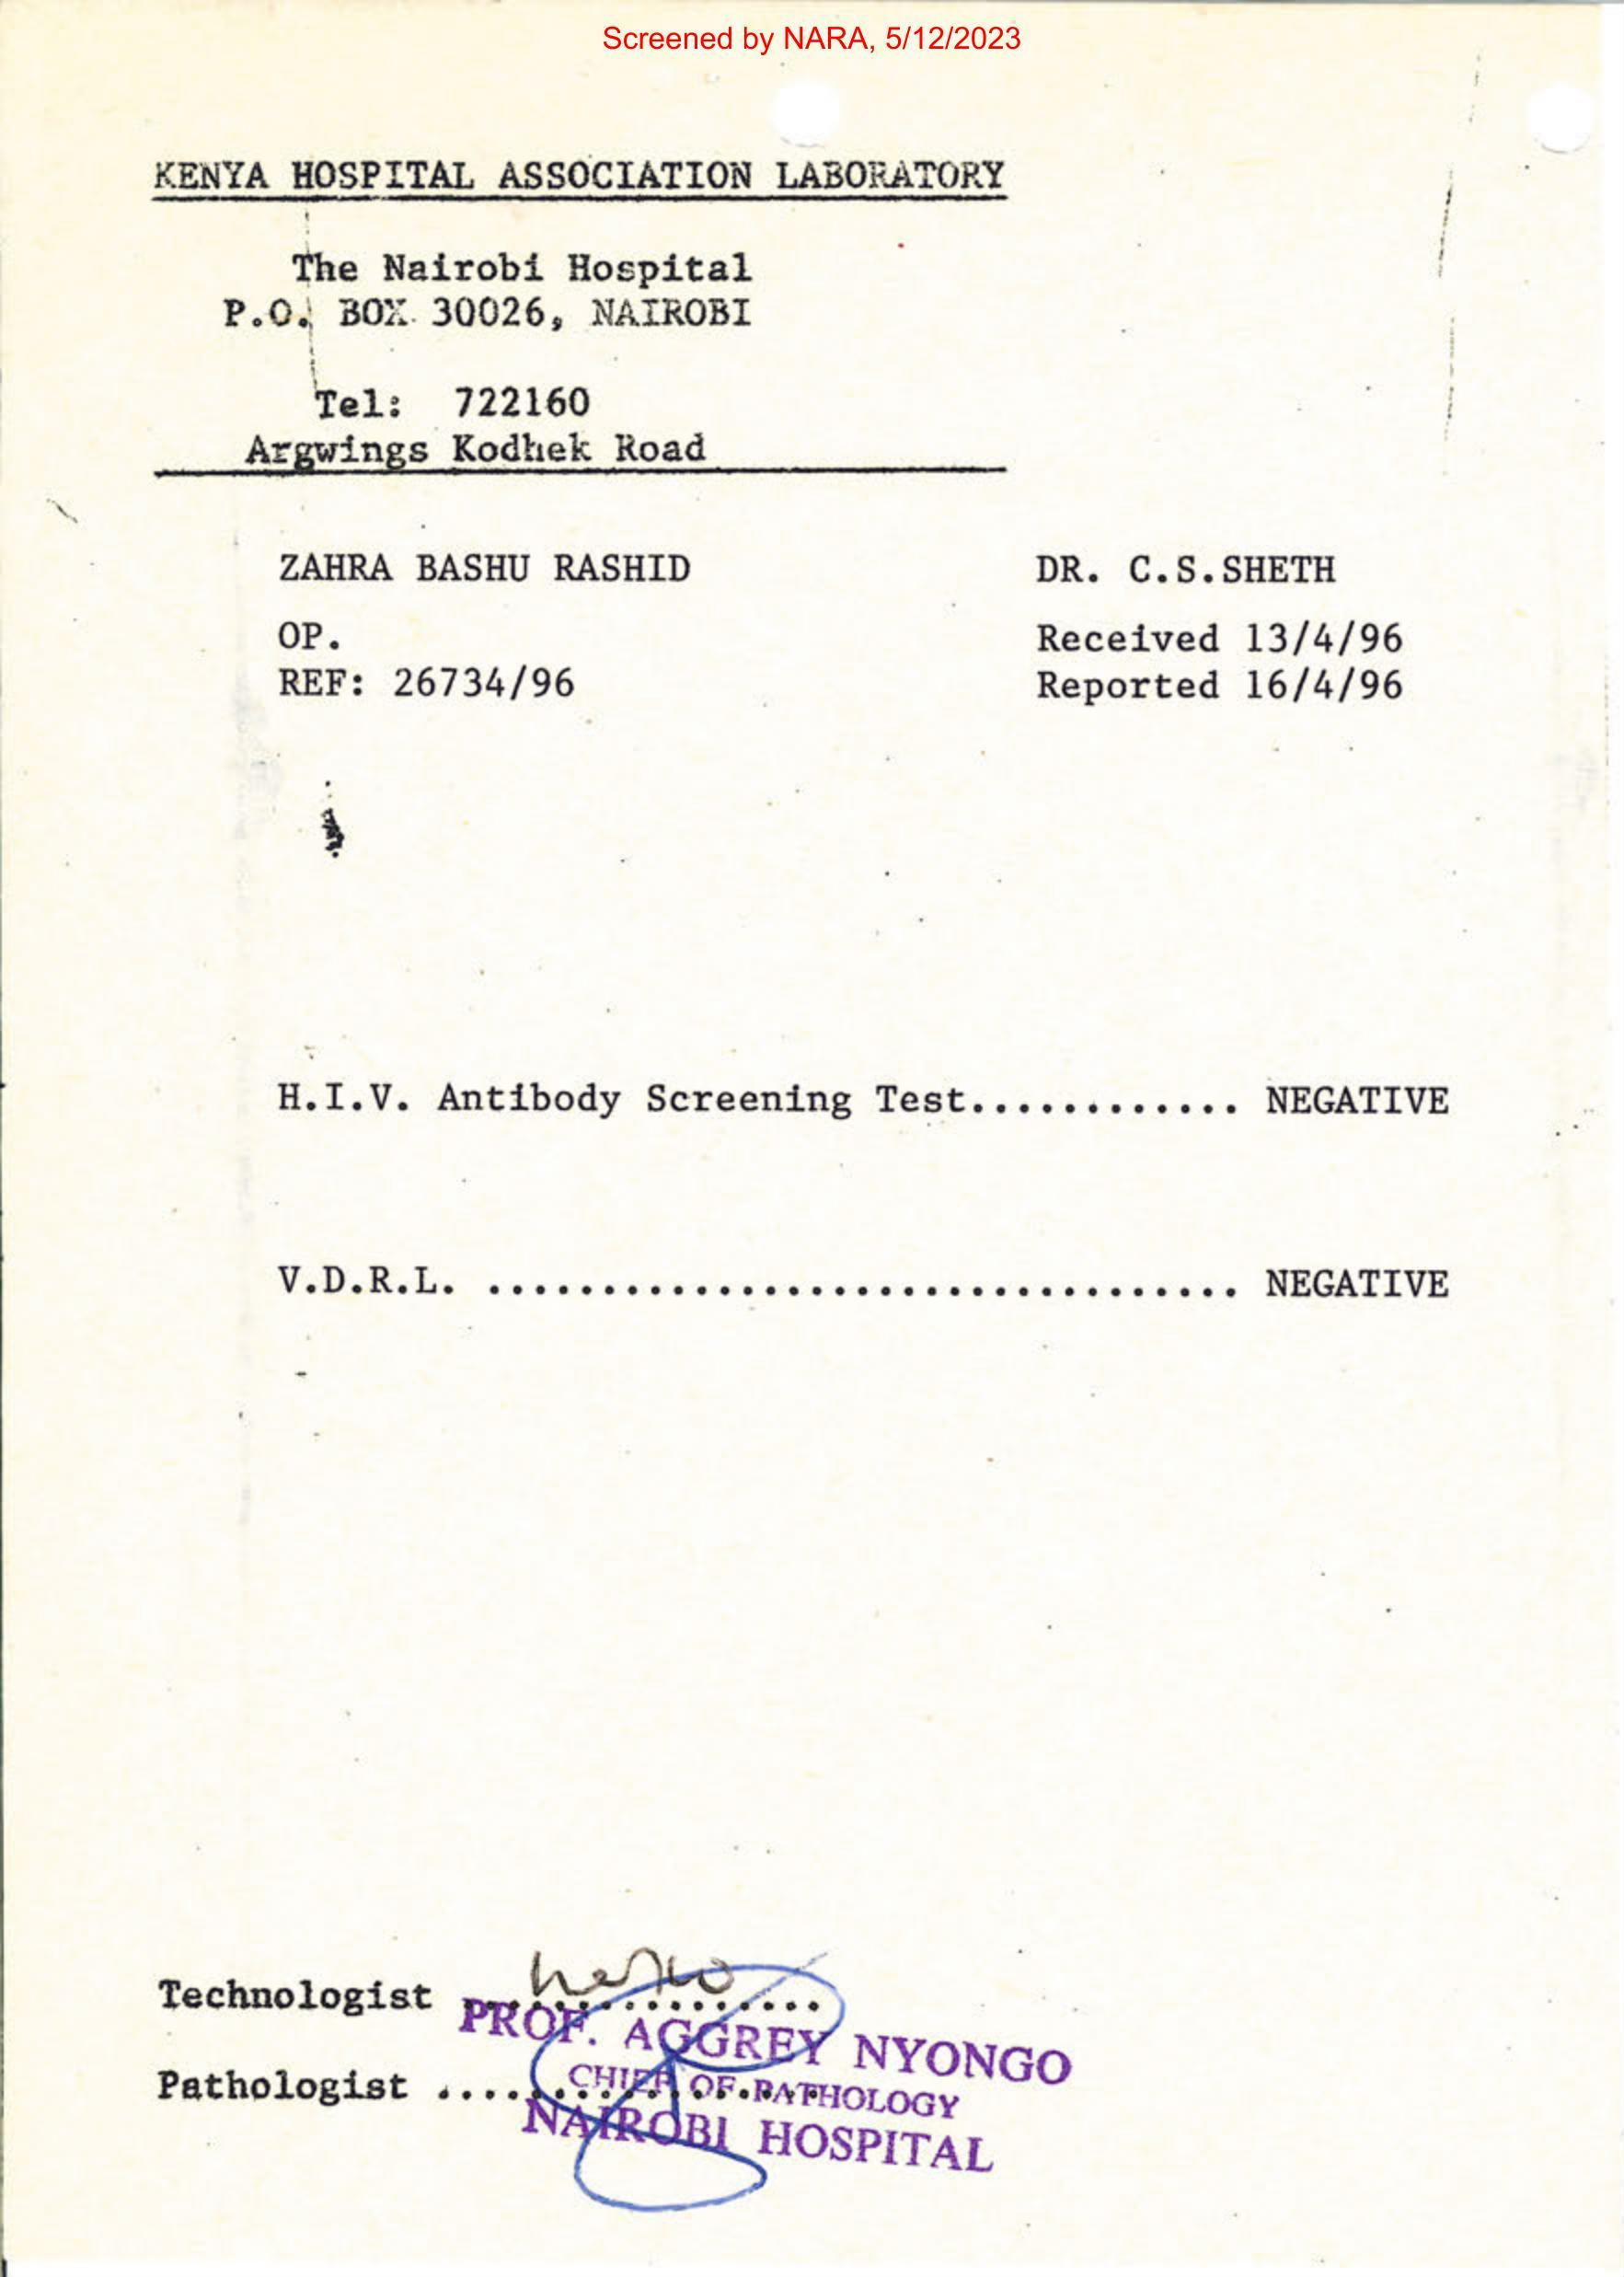 Screened by NARA, 5/12/2023
KENYA HOSPITAL ASSOCIATION LABORATORY
The Nairobi Hospital
P.O. BOX 30026, NAIROBI
Tel: 722160
Argwings Kodhek Road
ZAHRA BASHU RASHID DR. C.S.SHETH
OP. Received 13/4/96
REF: 26734/96 Reported 16/4/96
H.I.V. Antibody Screening Test............ NEGATIVE
V.D.R.L. ................................. NEGATIVE
Technologist ................
PROF. AGGREY NYONGO
CHIEF OF PATHOLOGY
Pathologist .................
NAIROBI HOSPITAL